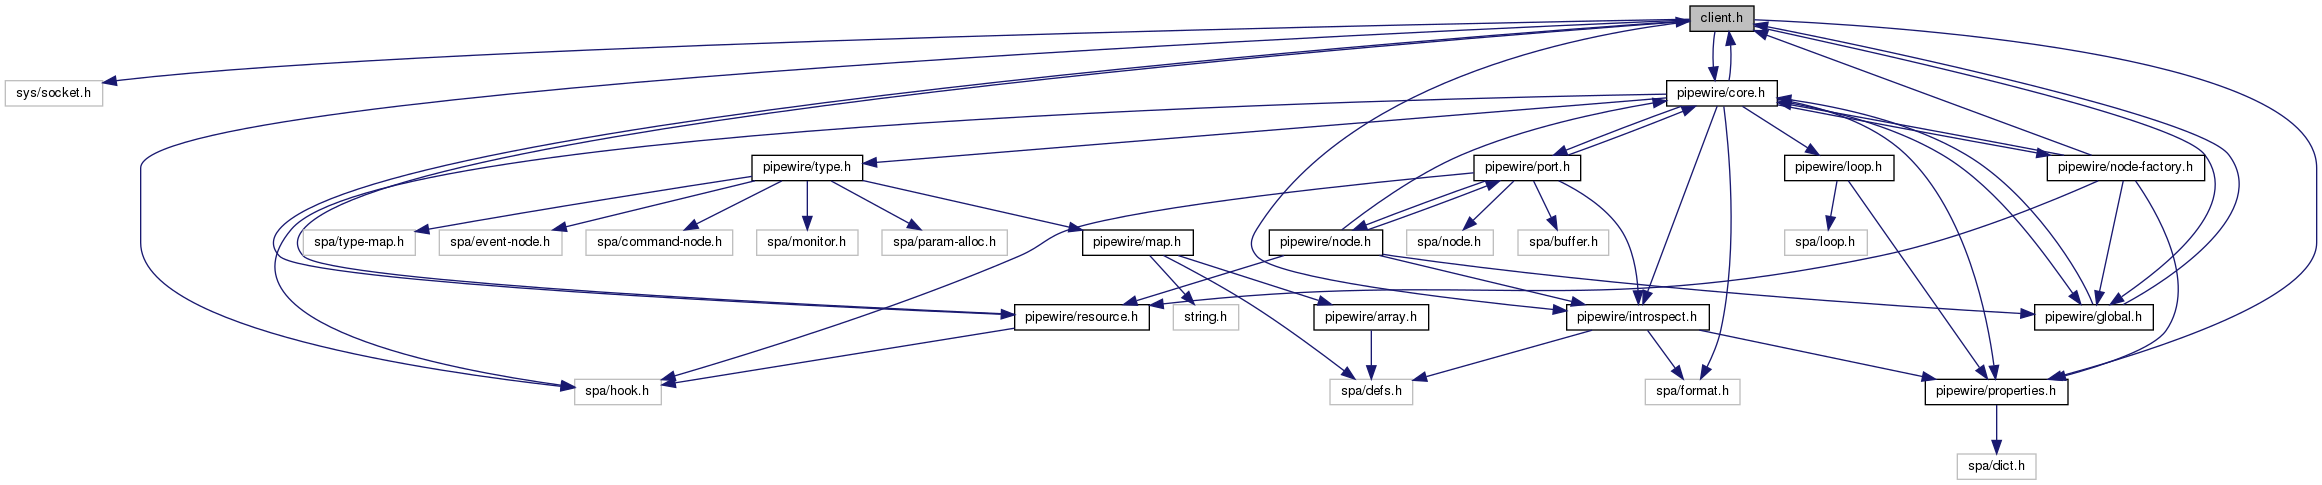 client.h
sys/socket.h
pipewire/core.h
pipewire/type.h
pipewire/port.h
pipewire/loop.h
pipewire/node-factory.h
spa/type-map.h
spa/event-node.h
spa/command-node.h
spa/monitor.h
spa/param-alloc.h
pipewire/map.h
pipewire/node.h
spa/node.h
spa/buffer.h
spa/loop.h
pipewire/resource.h
string.h
pipewire/array.h
pipewire/introspect.h
pipewire/global.h
spa/hook.h
spa/defs.h
spa/format.h
pipewire/properties.h
spa/dict.h